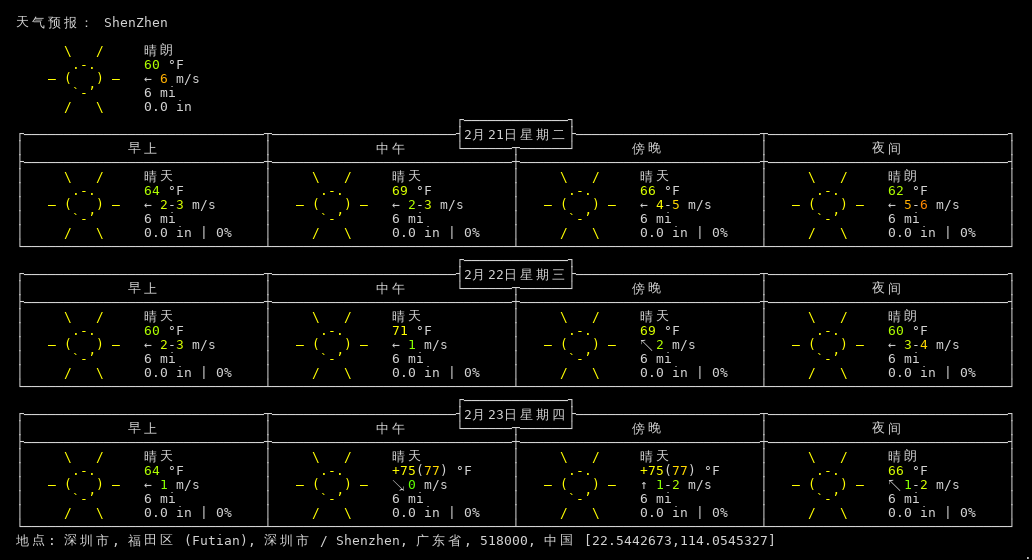 天气预报: ShenZhen
晴朗
60 °F
← 6 m/s
6 mi
0.0 in
2月21日星期二
早上 中午 傍晚 夜间
晴天 晴天 晴天 晴朗
64 °F 69 °F 66 °F 62 °F
← 2-3 m/s ← 2-3 m/s ← 4-5 m/s ← 5-6 m/s
6 mi 6 mi 6 mi 6 mi
0.0 in | 0% 0.0 in | 0% 0.0 in | 0% 0.0 in | 0%
2月22日星期三
早上 中午 傍晚 夜间
晴天 晴天 晴天 晴朗
60 °F 71 °F 69 °F 60 °F
← 2-3 m/s ← 1 m/s ↖ 2 m/s ← 3-4 m/s
6 mi 6 mi 6 mi 6 mi
0.0 in | 0% 0.0 in | 0% 0.0 in | 0% 0.0 in | 0%
2月23日星期四
早上 中午 傍晚 夜间
晴天 晴天 晴天 晴朗
64 °F +75(77) °F +75(77) °F 66 °F
← 1 m/s ↘ 0 m/s ↑ 1-2 m/s ↖ 1-2 m/s
6 mi 6 mi 6 mi 6 mi
0.0 in | 0% 0.0 in | 0% 0.0 in | 0% 0.0 in | 0%
地点: 深圳市, 福田区 (Futian), 深圳市 / Shenzhen, 广东省, 518000, 中国 [22.5442673,114.0545327]